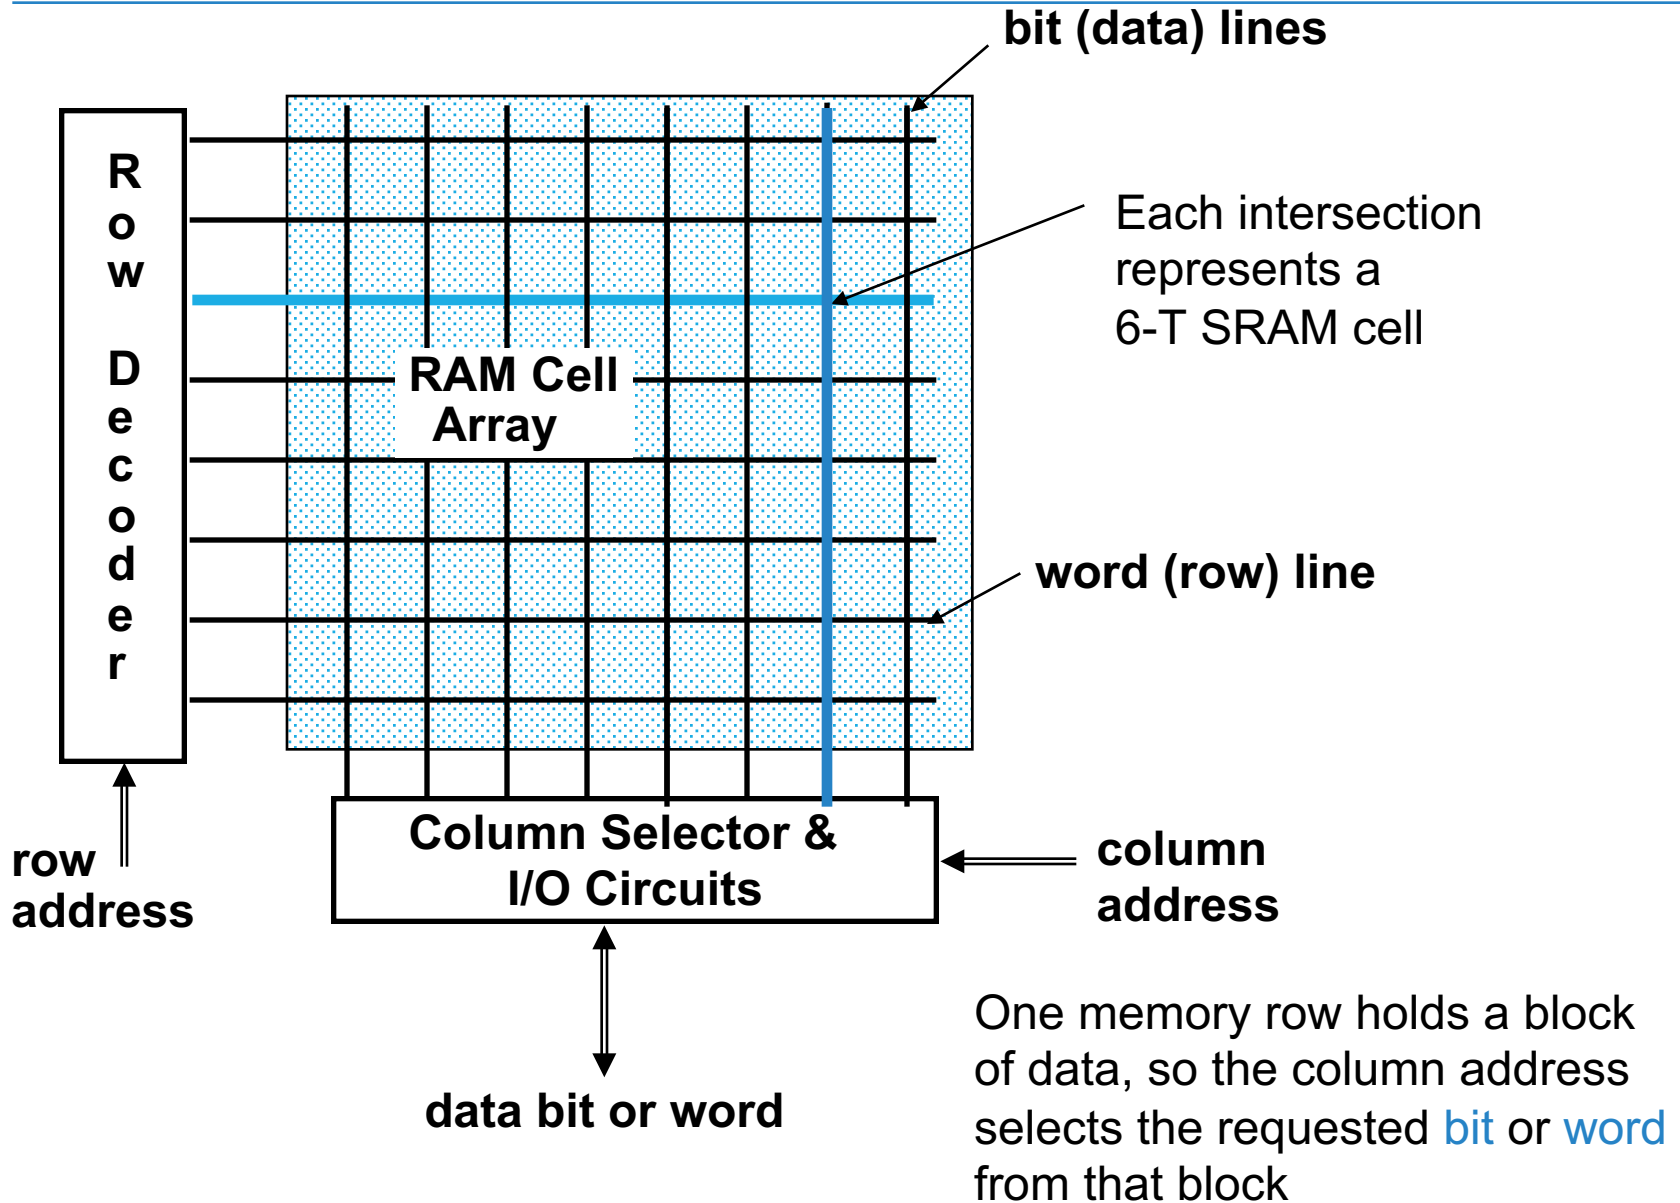 bit (data) lines
Row
Decoder
Each intersection
represents a
6-T SRAM cell
RAM Cell
Array
word (row) line
Column Selector &
I/O Circuits
row
address
column
address
data bit or word
One memory row holds a block
of data, so the column address
selects the requested bit or word
from that block